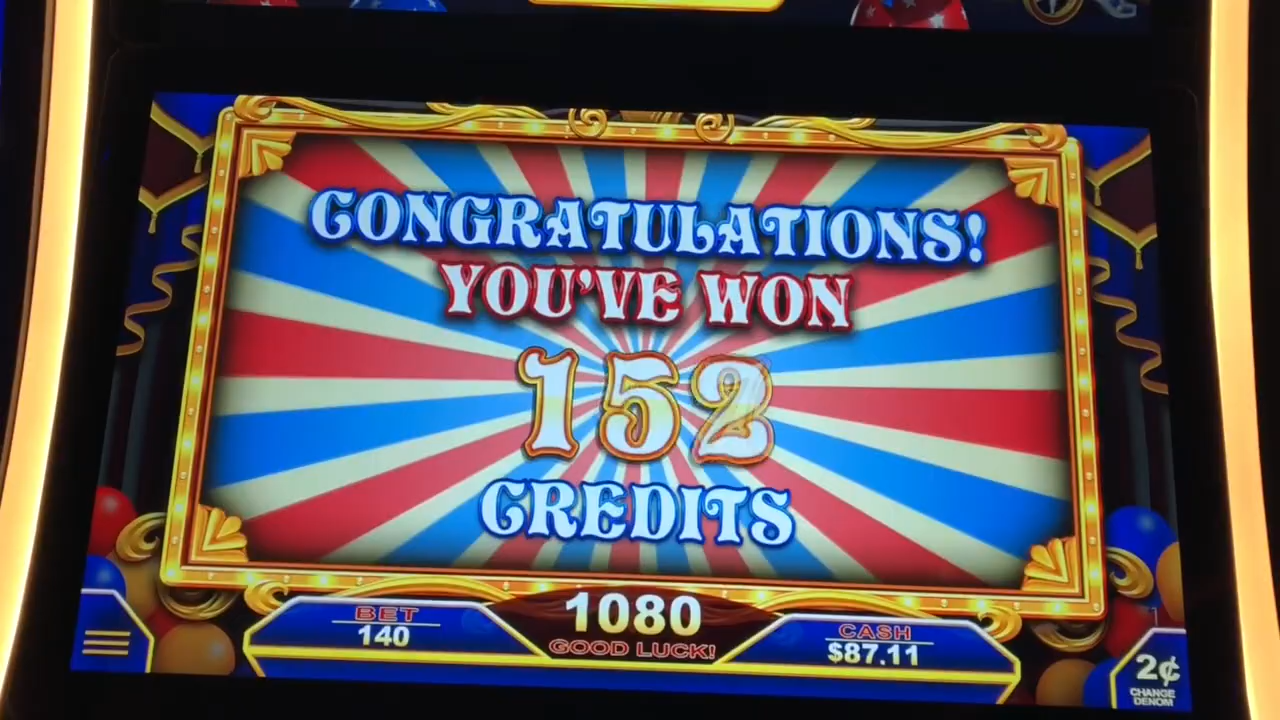 CONGRATULATIONS!
YOU'VE WON
152
CREDITS
BET
140
1080
GOOD LUCK!
CASH
$87.11
2¢
CHANGE
DENOM